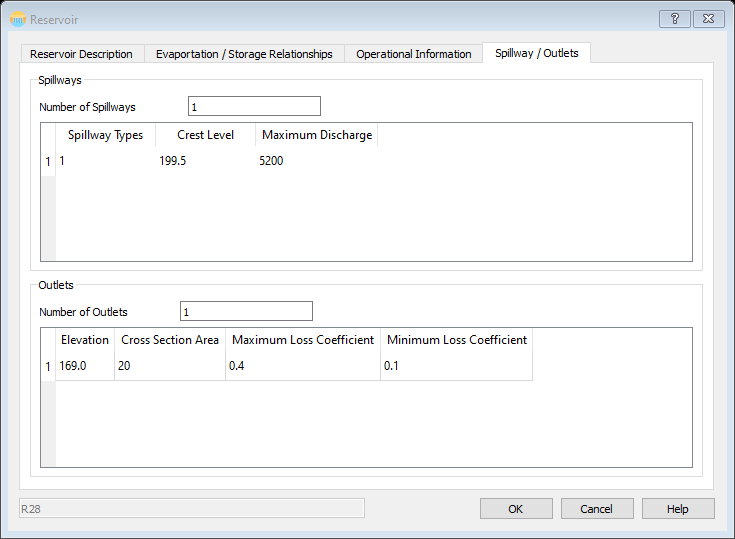 Reservoir
Reservoir Description Evaportation / Storage Relationships Operational Information Spillway / Outlets
Spillways
Number of Spillways 1
Spillway Types Crest Level Maximum Discharge
1 1 199.5 5200
Outlets
Number of Outlets 1
Elevation Cross Section Area Maximum Loss Coefficient Minimum Loss Coefficient
1 169.0 20 0.4 0.1
R28 OK Cancel Help